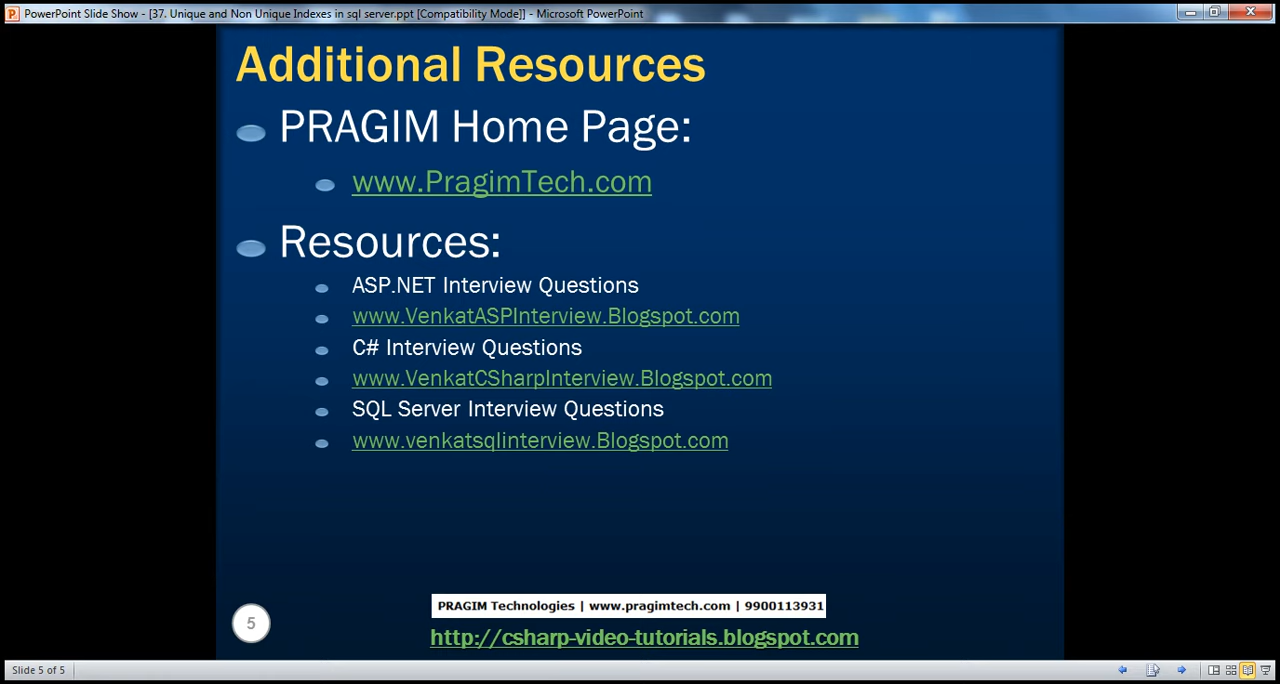 PowerPoint Slide Show - [37. Unique and Non Unique Indexes in sql server.ppt [Compatibility Mode]] - Microsoft PowerPoint
Additional Resources
PRAGIM Home Page:
www.PragimTech.com
Resources:
ASP.NET Interview Questions
www.VenkatASPInterview.Blogspot.com
C# Interview Questions
www.VenkatCSharpInterview.Blogspot.com
SQL Server Interview Questions
www.venkatsqlinterview.Blogspot.com
PRAGIM Technologies | www.pragimtech.com | 9900113931
5
http://csharp-video-tutorials.blogspot.com
Slide 5 of 5